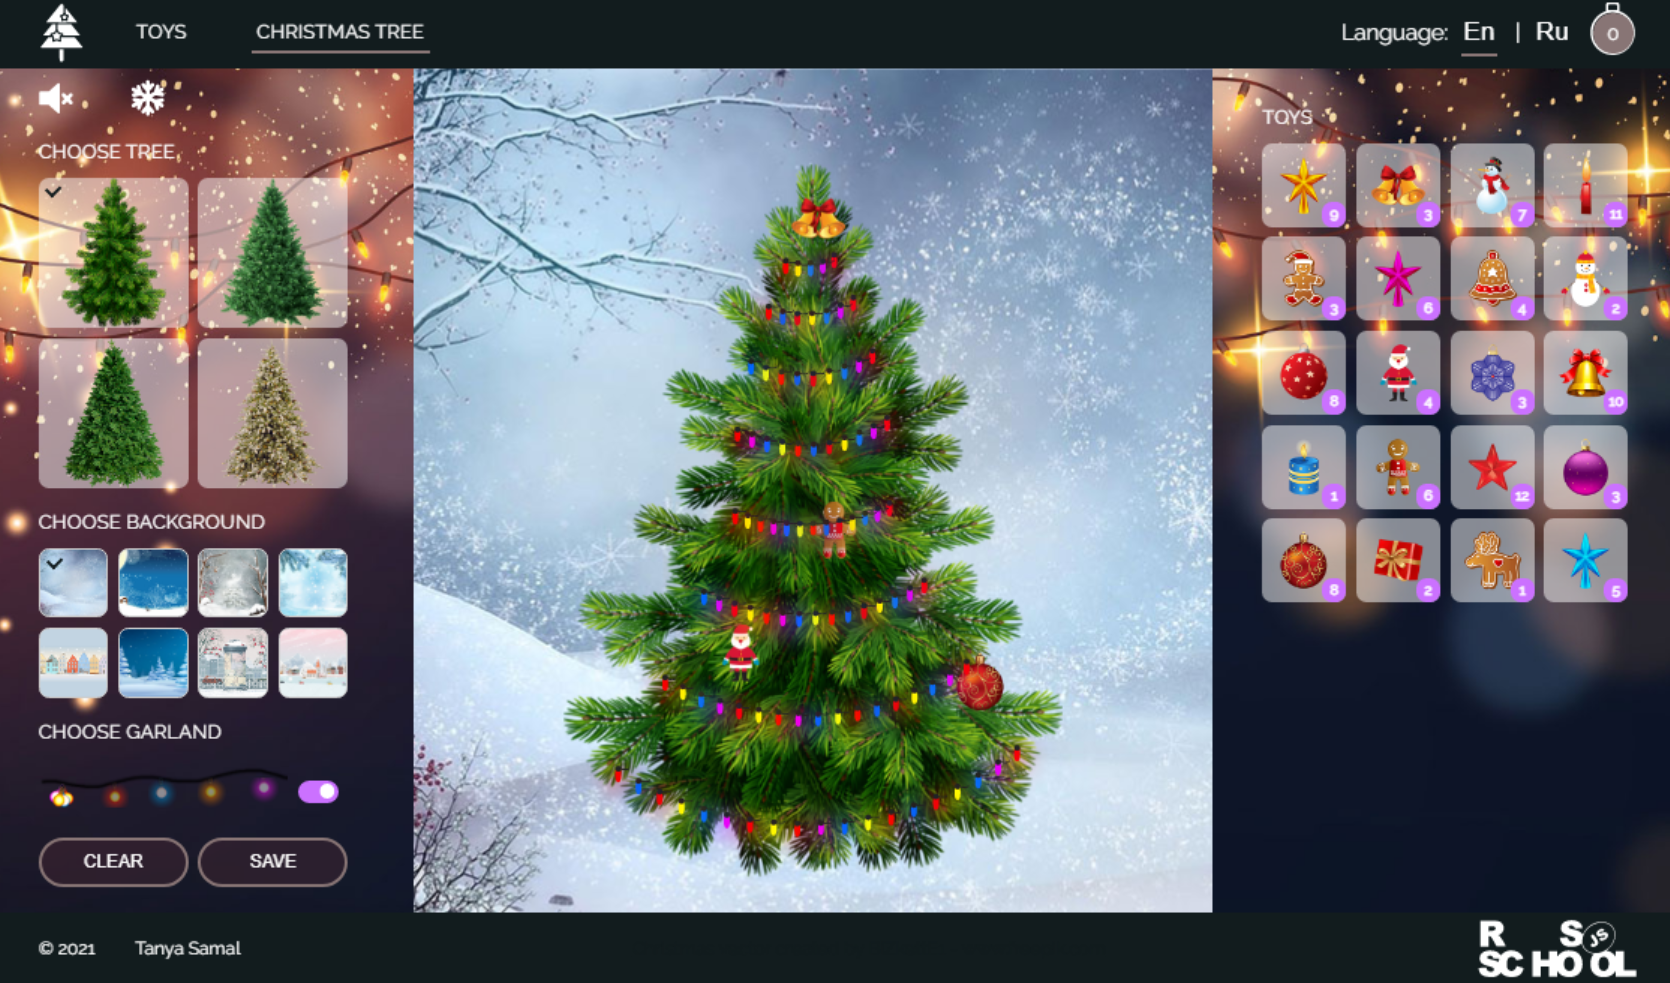 TOYS CHRISTMAS TREE Language: En | Ru 0
CHOOSE TREE
CHOOSE BACKGROUND
CHOOSE GARLAND
CLEAR SAVE
TOYS
9 3 7 11
3 6 4 2
8 4 3 10
1 6 12 3
8 2 1 5
© 2021 Tanya Samal
R S JS
SCHOOL